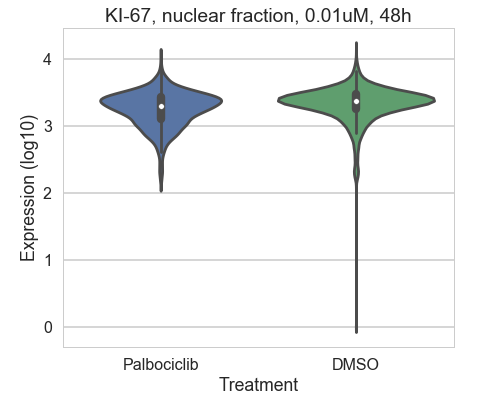 KI-67, nuclear fraction, 0.01uM, 48h
Expression (log10)
4
3
2
1
0
Palbociclib
DMSO
Treatment